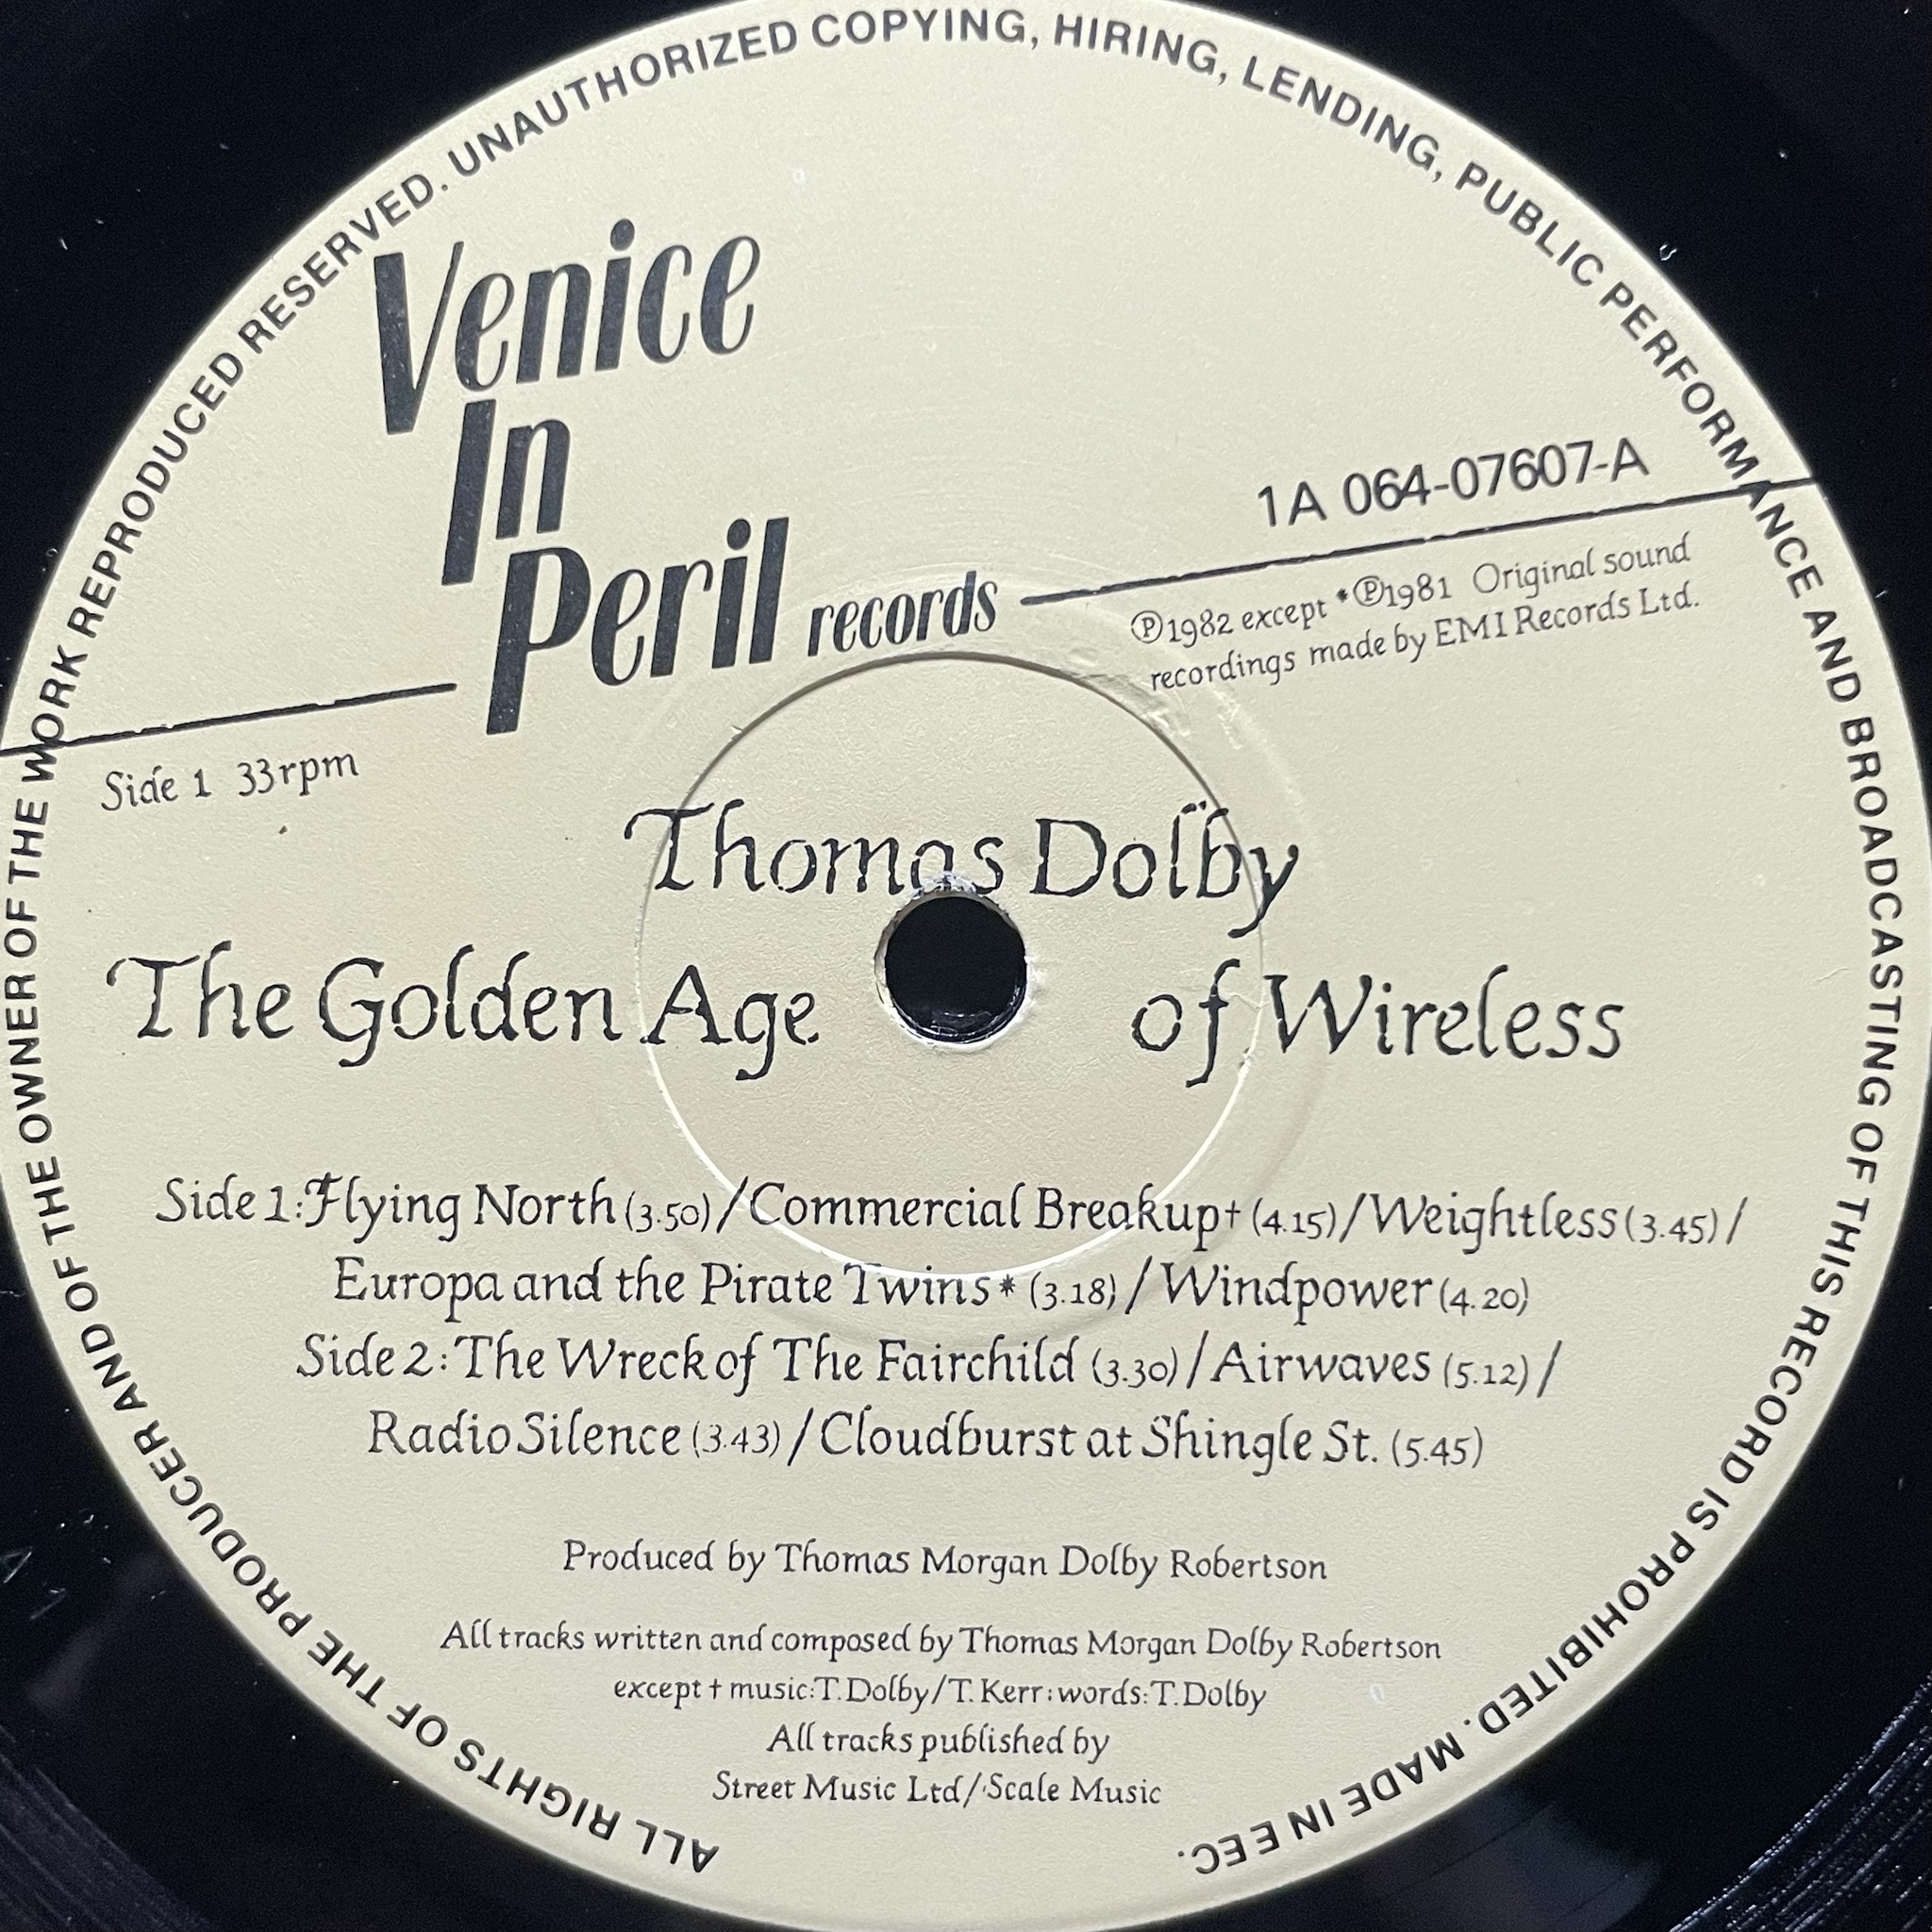 ALL RIGHTS OF THE PRODUCER AND OF THE OWNER OF THE WORK REPRODUCED RESERVED. UNAUTHORIZED COPYING, HIRING, LENDING, PUBLIC PERFORMANCE AND BROADCASTING OF THIS RECORD IS PROHIBITED. MADE IN EEC.
Venice
In
Peril records
1A 064-07607-A
℗1982 except *℗1981 Original sound
recordings made by EMI Records Ltd.
Side 1 33rpm
Thomas Dolby
The Golden Age of Wireless
Side 1: Flying North (3.50) / Commercial Breakup† (4.15) / Weightless (3.45) /
Europa and the Pirate Twins* (3.18) / Windpower (4.20)
Side 2: The Wreck of The Fairchild (3.30) / Airwaves (5.12) /
Radio Silence (3.43) / Cloudburst at Shingle St. (5.45)
Produced by Thomas Morgan Dolby Robertson
All tracks written and composed by Thomas Morgan Dolby Robertson
except † music: T. Dolby/T. Kerr: words: T. Dolby
All tracks published by
Street Music Ltd/Scale Music